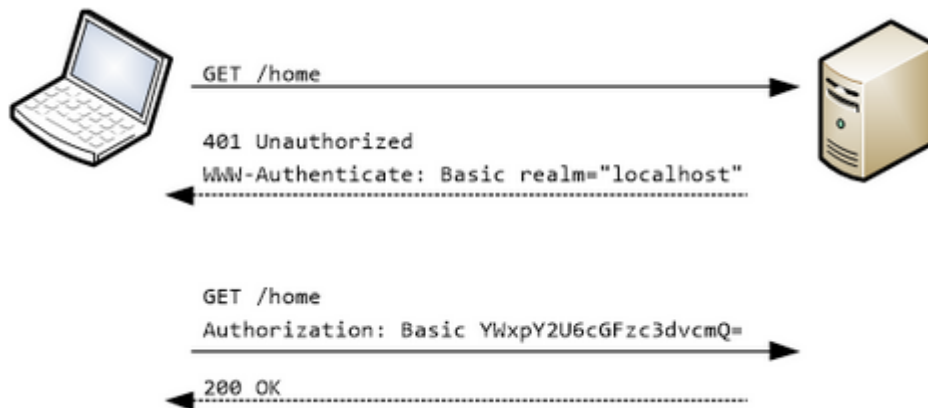 GET /home
401 Unauthorized
WWW-Authenticate: Basic realm="localhost"
GET /home
Authorization: Basic YWxpY2U6cGFzc3dvcmQ=
200 OK